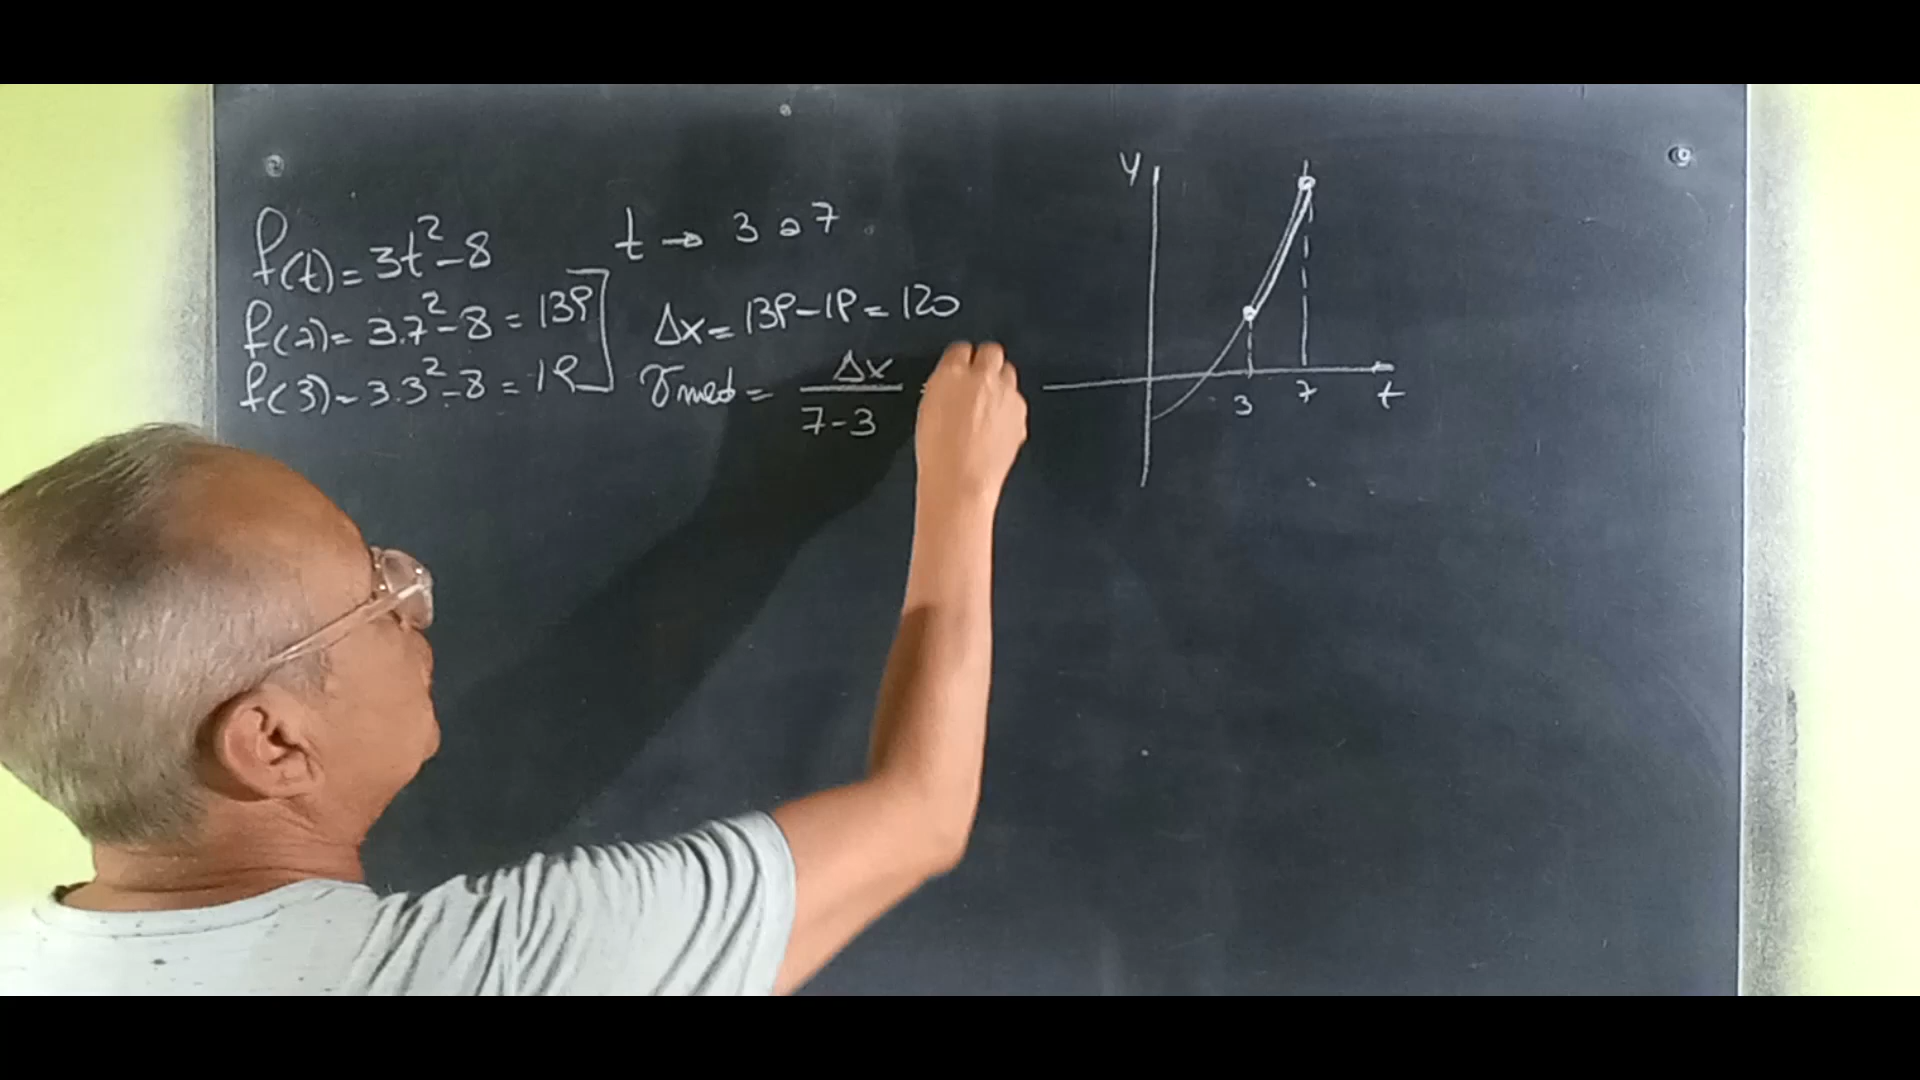 f(t) = 3t² - 8
t → 3 a 7
f(7) = 3.7² - 8 = 139
f(3) = 3.3² - 8 = 19
Δx = 139 - 19 = 120
σmed = Δx / 7 - 3 =
y
3 7 t